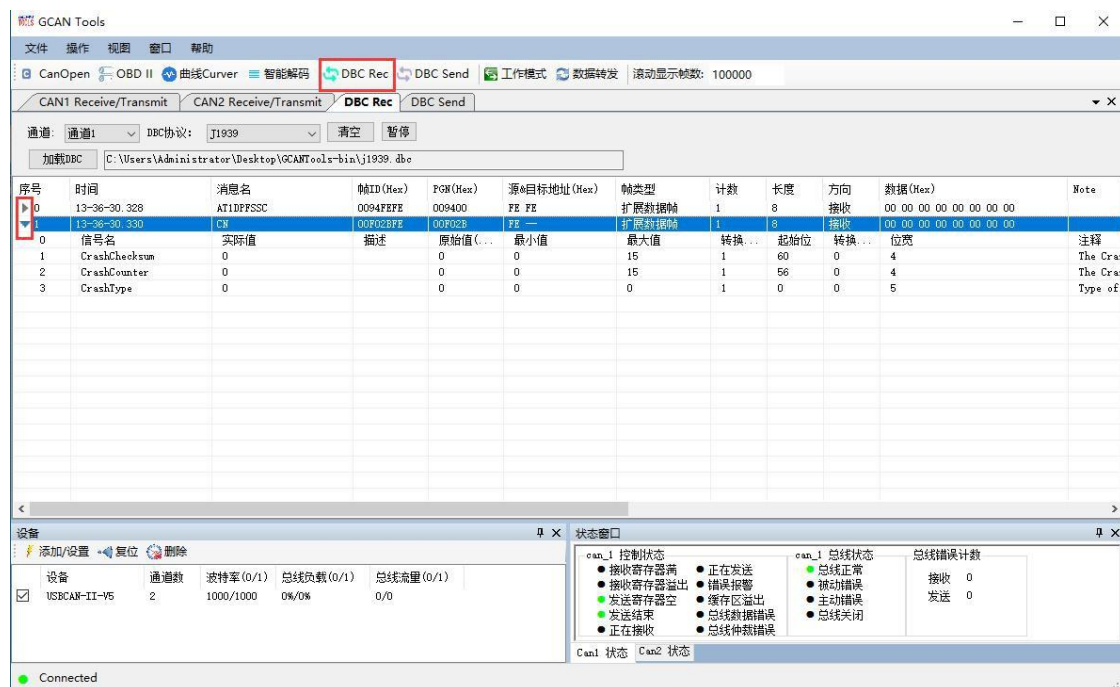 GCAN Tools
文件 操作 视图 窗口 帮助
CanOpen OBD II 曲线Curver 智能解码 DBC Rec DBC Send 工作模式 数据转发 滚动显示帧数: 100000
CAN1 Receive/Transmit CAN2 Receive/Transmit DBC Rec DBC Send
通道: 通道1 DBC协议: J1939 清空 暂停
加载DBC C:\Users\Administrator\Desktop\GCANTools-bin\j1939.dbc
序号 时间 消息名 帧ID(Hex) PGN(Hex) 源&目标地址(Hex) 帧类型 计数 长度 方向 数据(Hex) Note
0 13-36-30.328 AT1DPFSSC 0094FEFE 009400 FE FE 扩展数据帧 1 8 接收 00 00 00 00 00 00 00 00
1 13-36-30.330 CN 00F02BFE 00F02B FE — 扩展数据帧 1 8 接收 00 00 00 00 00 00 00 00
0 信号名 实际值 描述 原始值(... 最小值 最大值 转换... 起始位 转换... 位宽 注释
1 CrashChecksum 0 0 0 15 1 60 0 4 The Cra
2 CrashCounter 0 0 0 15 1 56 0 4 The Cra
3 CrashType 0 0 0 0 1 0 0 5 Type of
设备
添加/设置 复位 删除
设备 通道数 波特率(0/1) 总线负载(0/1) 总线流量(0/1)
USBCAN-II-V5 2 1000/1000 0%/0% 0/0
状态窗口
can_1 控制状态 can_1 总线状态 总线错误计数
接收寄存器满 正在发送 总线正常 接收 0
接收寄存器溢出 错误报警 被动错误 发送 0
发送寄存器空 缓存区溢出 主动错误
发送结束 总线数据错误 总线关闭
正在接收 总线仲裁错误
Can1 状态 Can2 状态
Connected